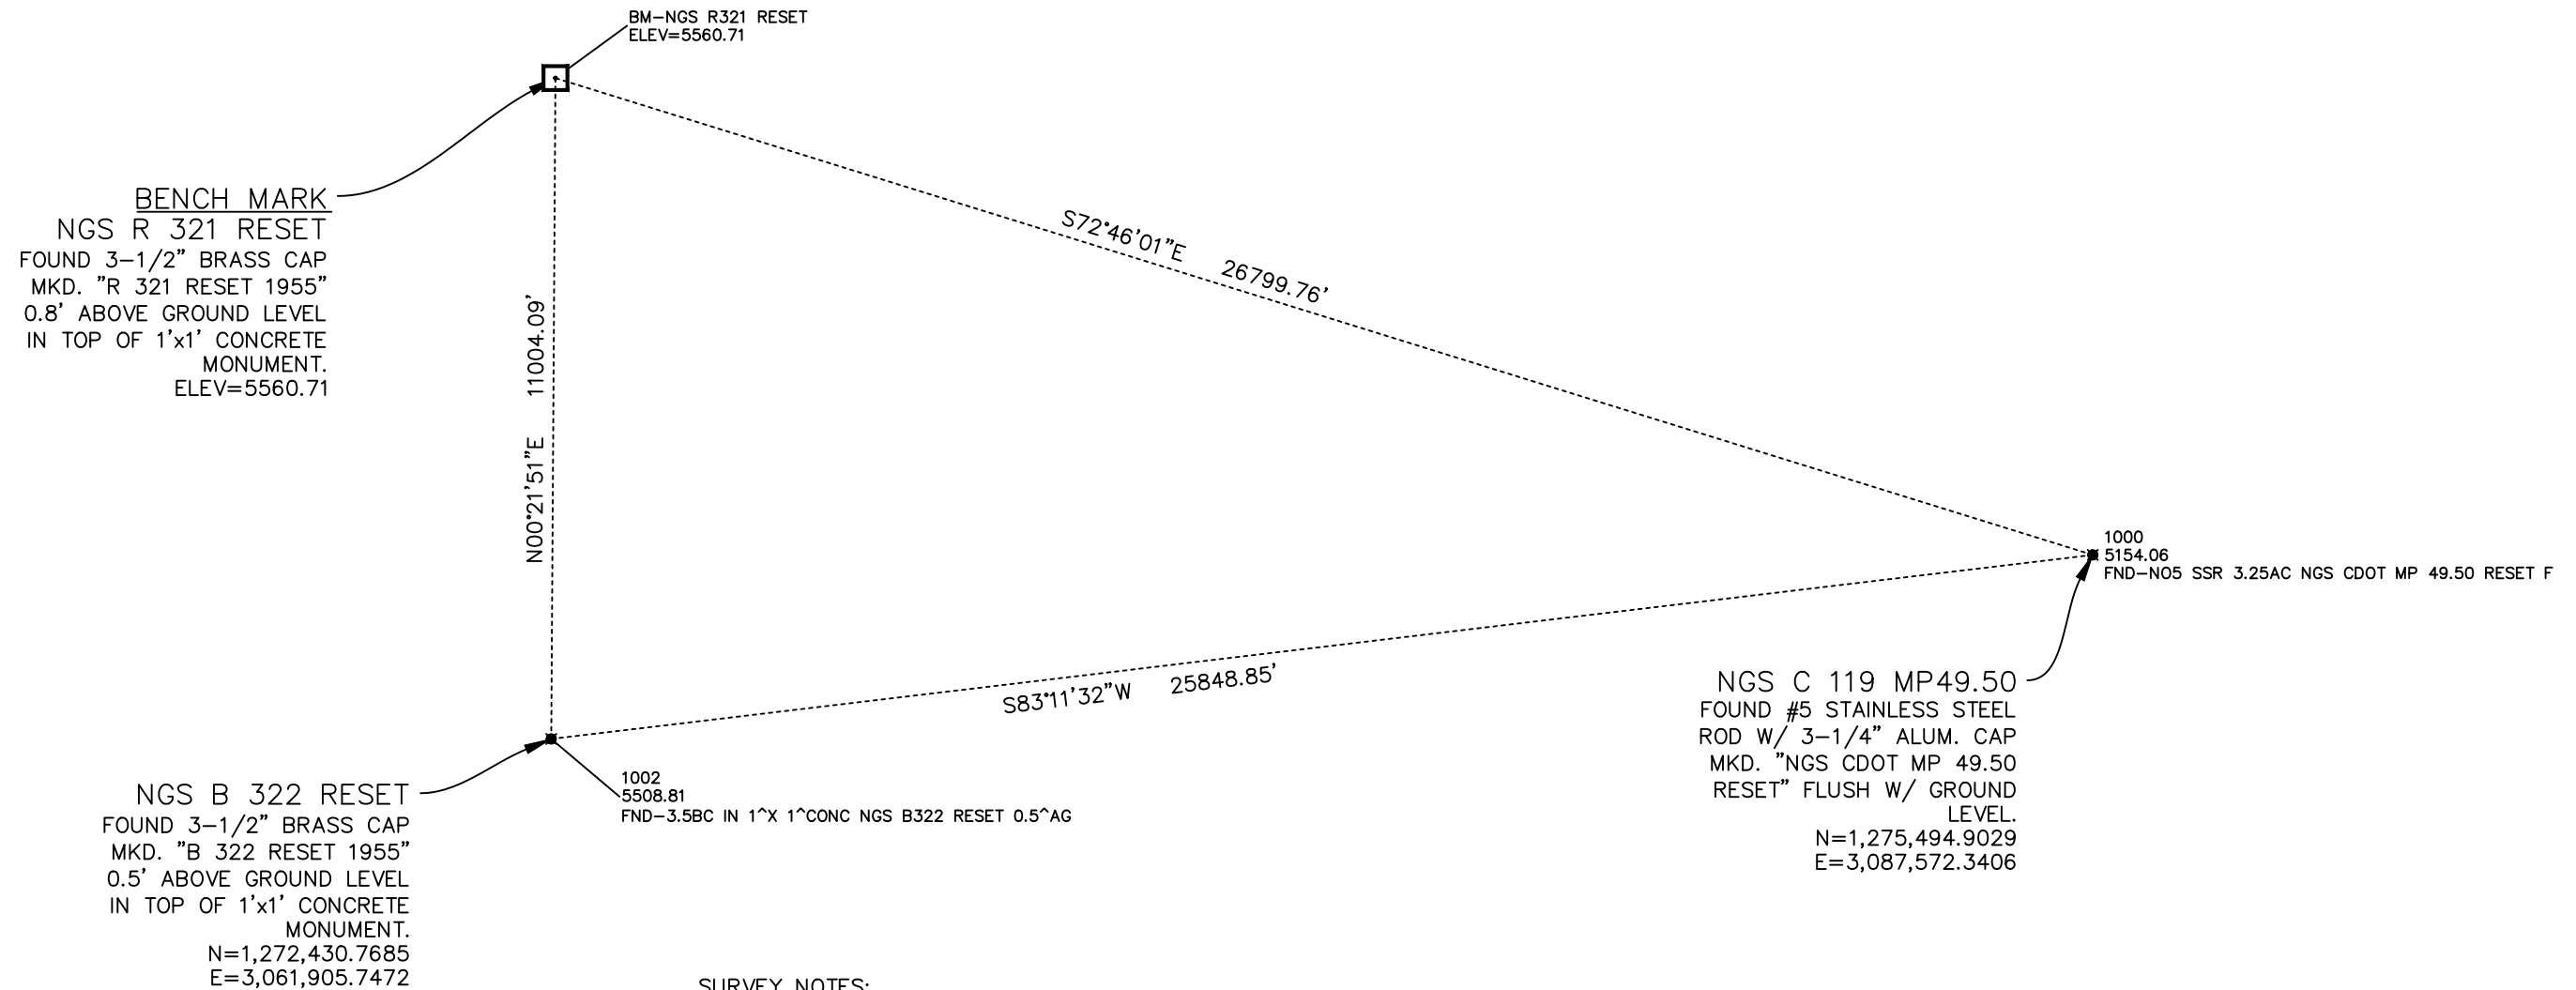 BM-NGS R321 RESET
ELEV=5560.71
BENCH MARK
NGS R 321 RESET
FOUND 3-1/2" BRASS CAP
MKD. "R 321 RESET 1955"
0.8' ABOVE GROUND LEVEL
IN TOP OF 1'x1' CONCRETE
MONUMENT.
ELEV=5560.71
S72°46'01"E 26799.76'
N00°21'51"E 11004.09'
1000
5154.06
FND-NO5 SSR 3.25AC NGS CDOT MP 49.50 RESET F
S83°11'32"W 25848.85'
NGS C 119 MP49.50
FOUND #5 STAINLESS STEEL
ROD W/ 3-1/4" ALUM. CAP
MKD. "NGS CDOT MP 49.50
RESET" FLUSH W/ GROUND
LEVEL.
N=1,275,494.9029
E=3,087,572.3406
1002
5508.81
FND-3.5BC IN 1^X 1^CONC NGS B322 RESET 0.5^AG
NGS B 322 RESET
FOUND 3-1/2" BRASS CAP
MKD. "B 322 RESET 1955"
0.5' ABOVE GROUND LEVEL
IN TOP OF 1'x1' CONCRETE
MONUMENT.
N=1,272,430.7685
E=3,061,905.7472
SURVEY NOTES: